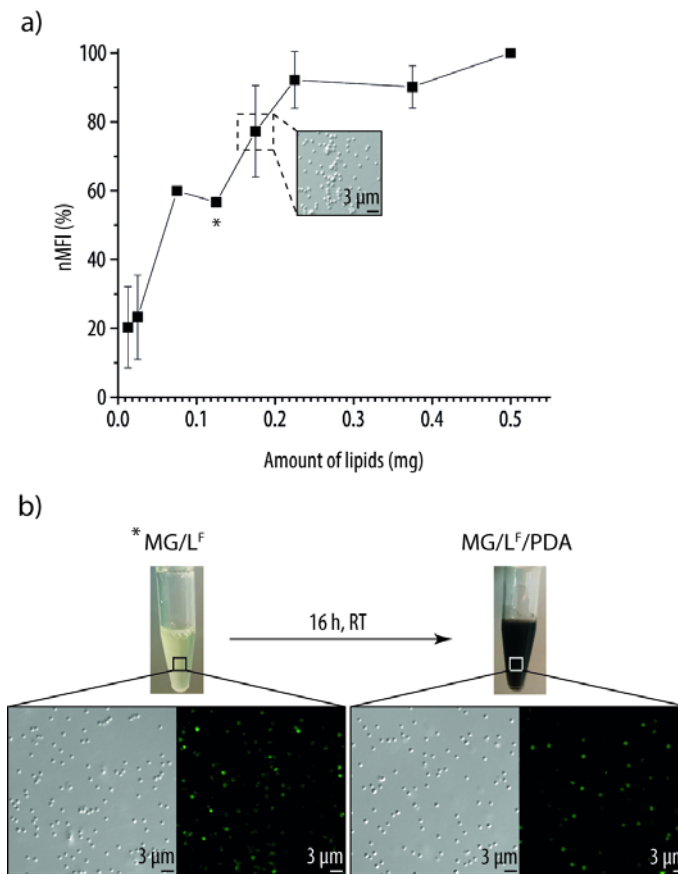 a)
100
80
60
40
20
0
nMFI (%)
3 µm
*
0.0 0.1 0.2 0.3 0.4 0.5
Amount of lipids (mg)
b)
* MG/Lᶠ
MG/Lᶠ/PDA
16 h, RT
3 µm 3 µm 3 µm 3 µm